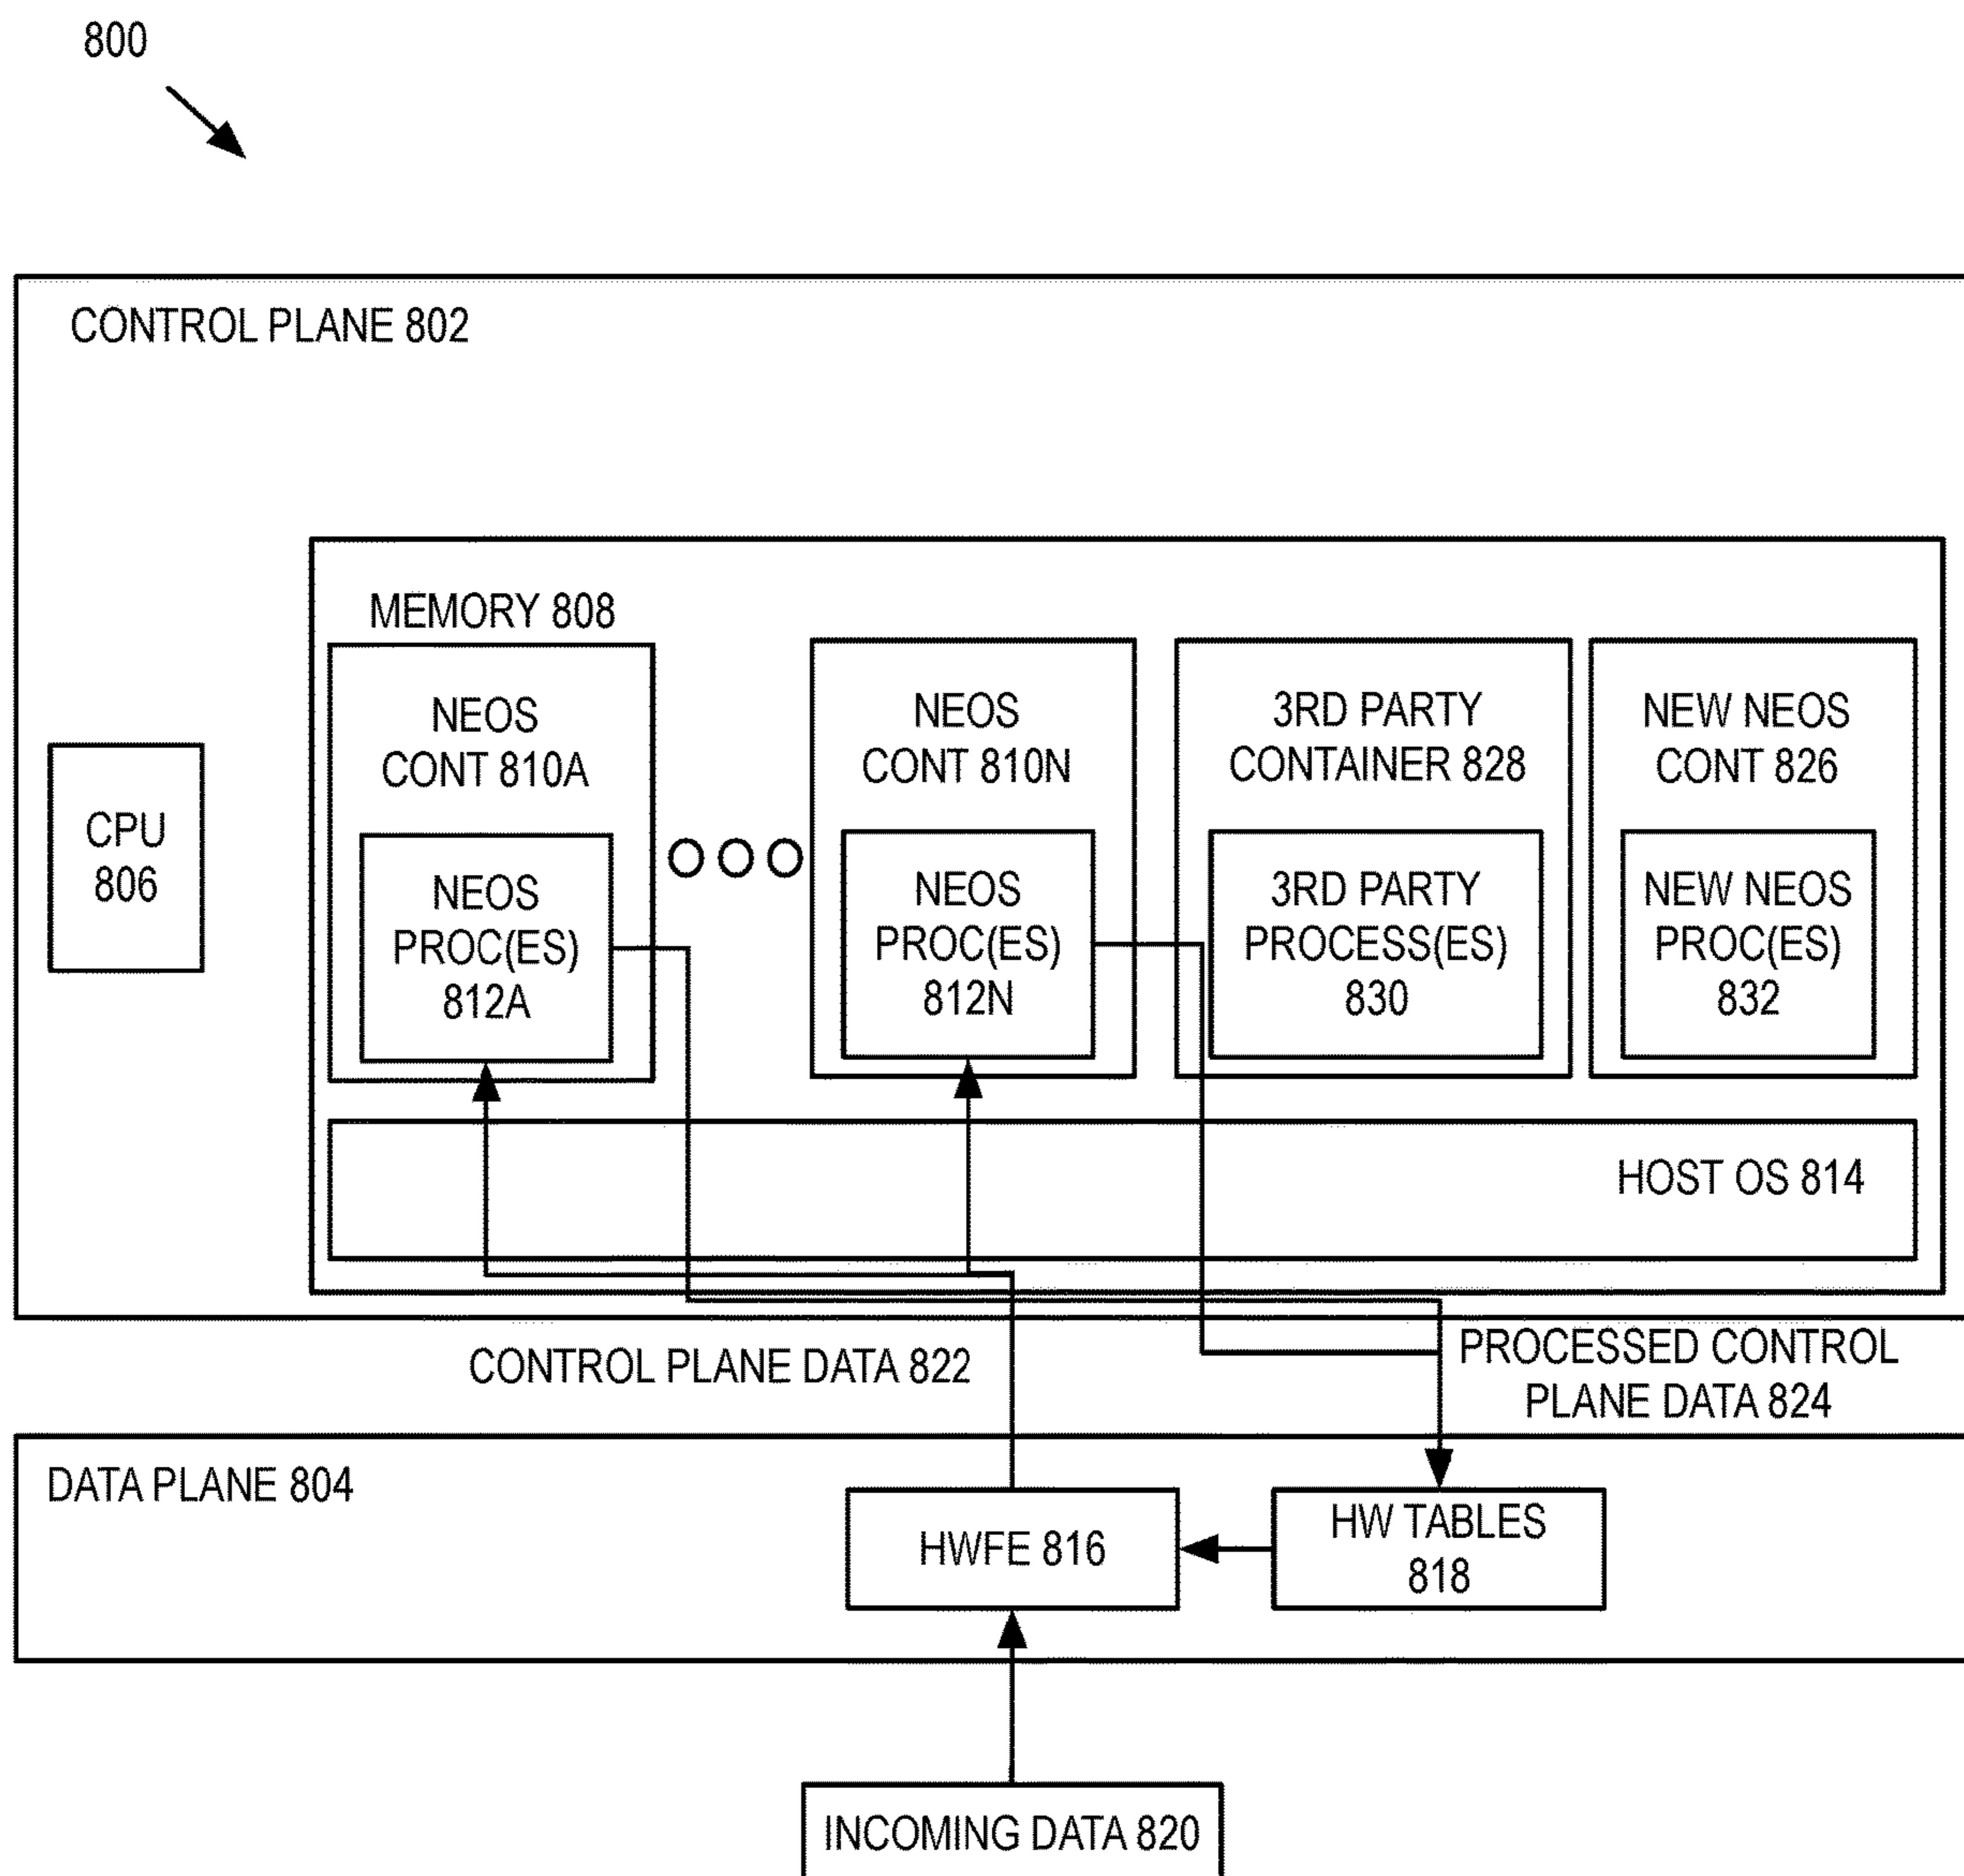 800
CONTROL PLANE 802
MEMORY 808
CPU
806
NEOS
CONT 810A
NEOS
PROC(ES)
812A
NEOS
CONT 810N
NEOS
PROC(ES)
812N
3RD PARTY
CONTAINER 828
3RD PARTY
PROCESS(ES)
830
NEW NEOS
CONT 826
NEW NEOS
PROC(ES)
832
HOST OS 814
CONTROL PLANE DATA 822
PROCESSED CONTROL
PLANE DATA 824
DATA PLANE 804
HWFE 816
HW TABLES
818
INCOMING DATA 820